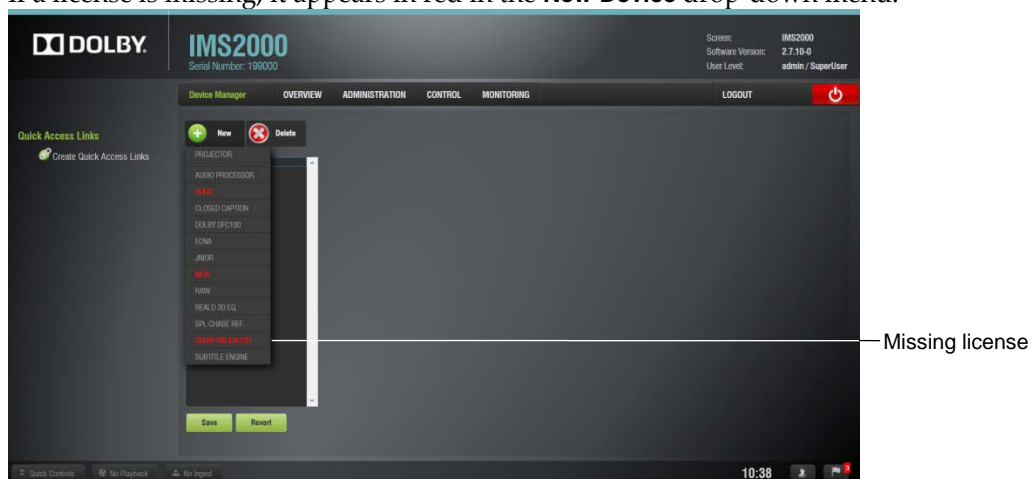 If a license is missing, it appears in red in the New Device drop-down menu.
DOLBY.
IMS2000
Serial Number: 199000
Screen: IMS2000
Software Version: 2.7.10-0
User Level: admin / SuperUser
Device Manager OVERVIEW ADMINISTRATION CONTROL MONITORING LOGOUT
Quick Access Links
Create Quick Access Links
New Delete
PROJECTOR
AUDIO PROCESSOR
CLOSED CAPTION
DOLBY DFC100
ECNA
JNIOR
RAW
REALD 3D EQ
SPL CHASE REF.
SUBTITLE ENGINE
Missing license
Save Revert
Quick Controls No Playback No Ingest 10:38 3